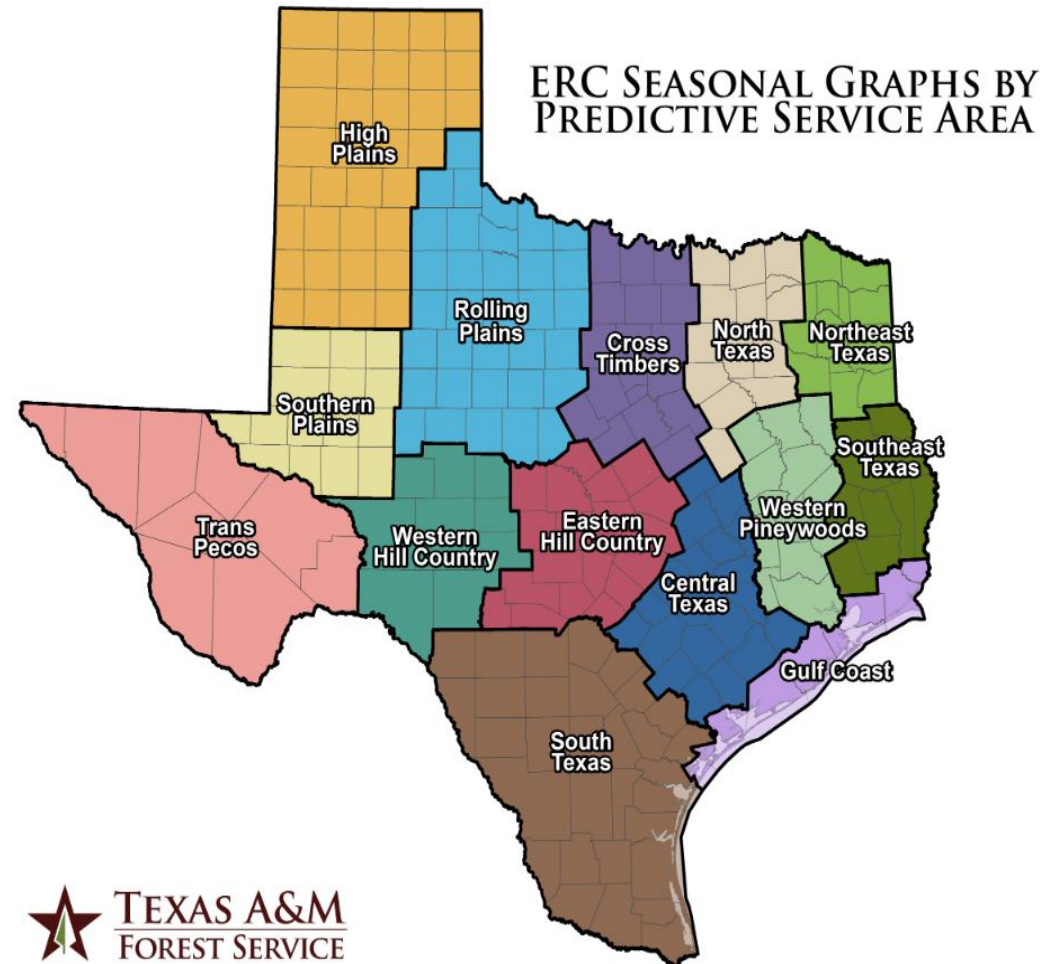 ERC SEASONAL GRAPHS BY
PREDICTIVE SERVICE AREA
High
Plains
Rolling
Plains
Cross
Timbers
North
Texas
Northeast
Texas
Southern
Plains
Southeast
Texas
Trans
Pecos
Western
Hill Country
Eastern
Hill Country
Western
Pineywoods
Central
Texas
Gulf Coast
South
Texas
TEXAS A&M
FOREST SERVICE